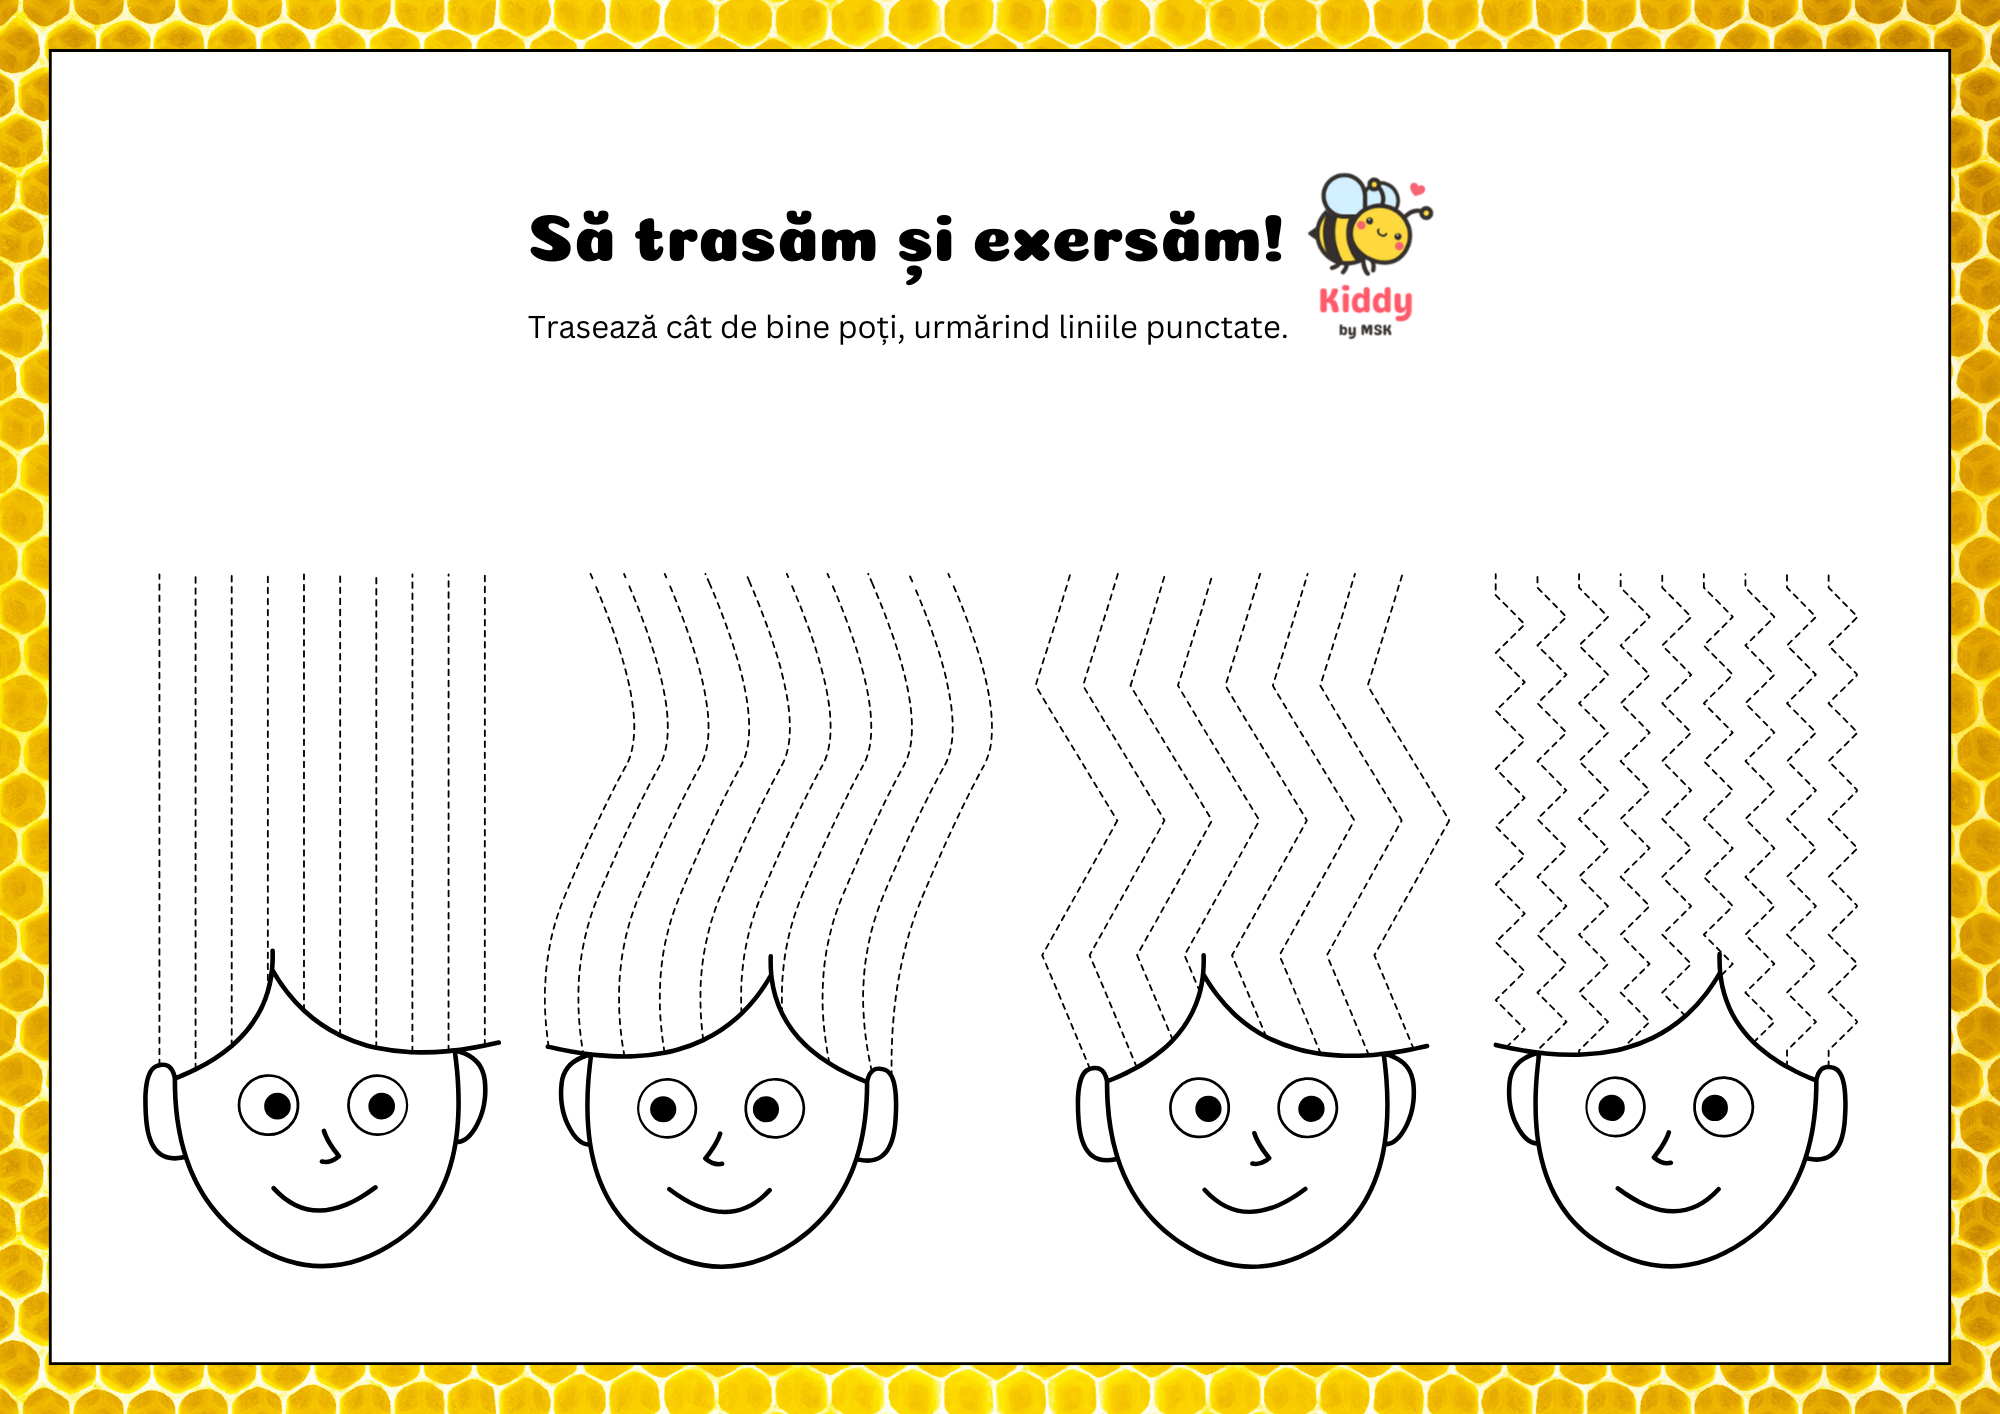 Să trasăm și exersăm!
Trasează cât de bine poți, urmărind liniile punctate.
Kiddy
by MSK